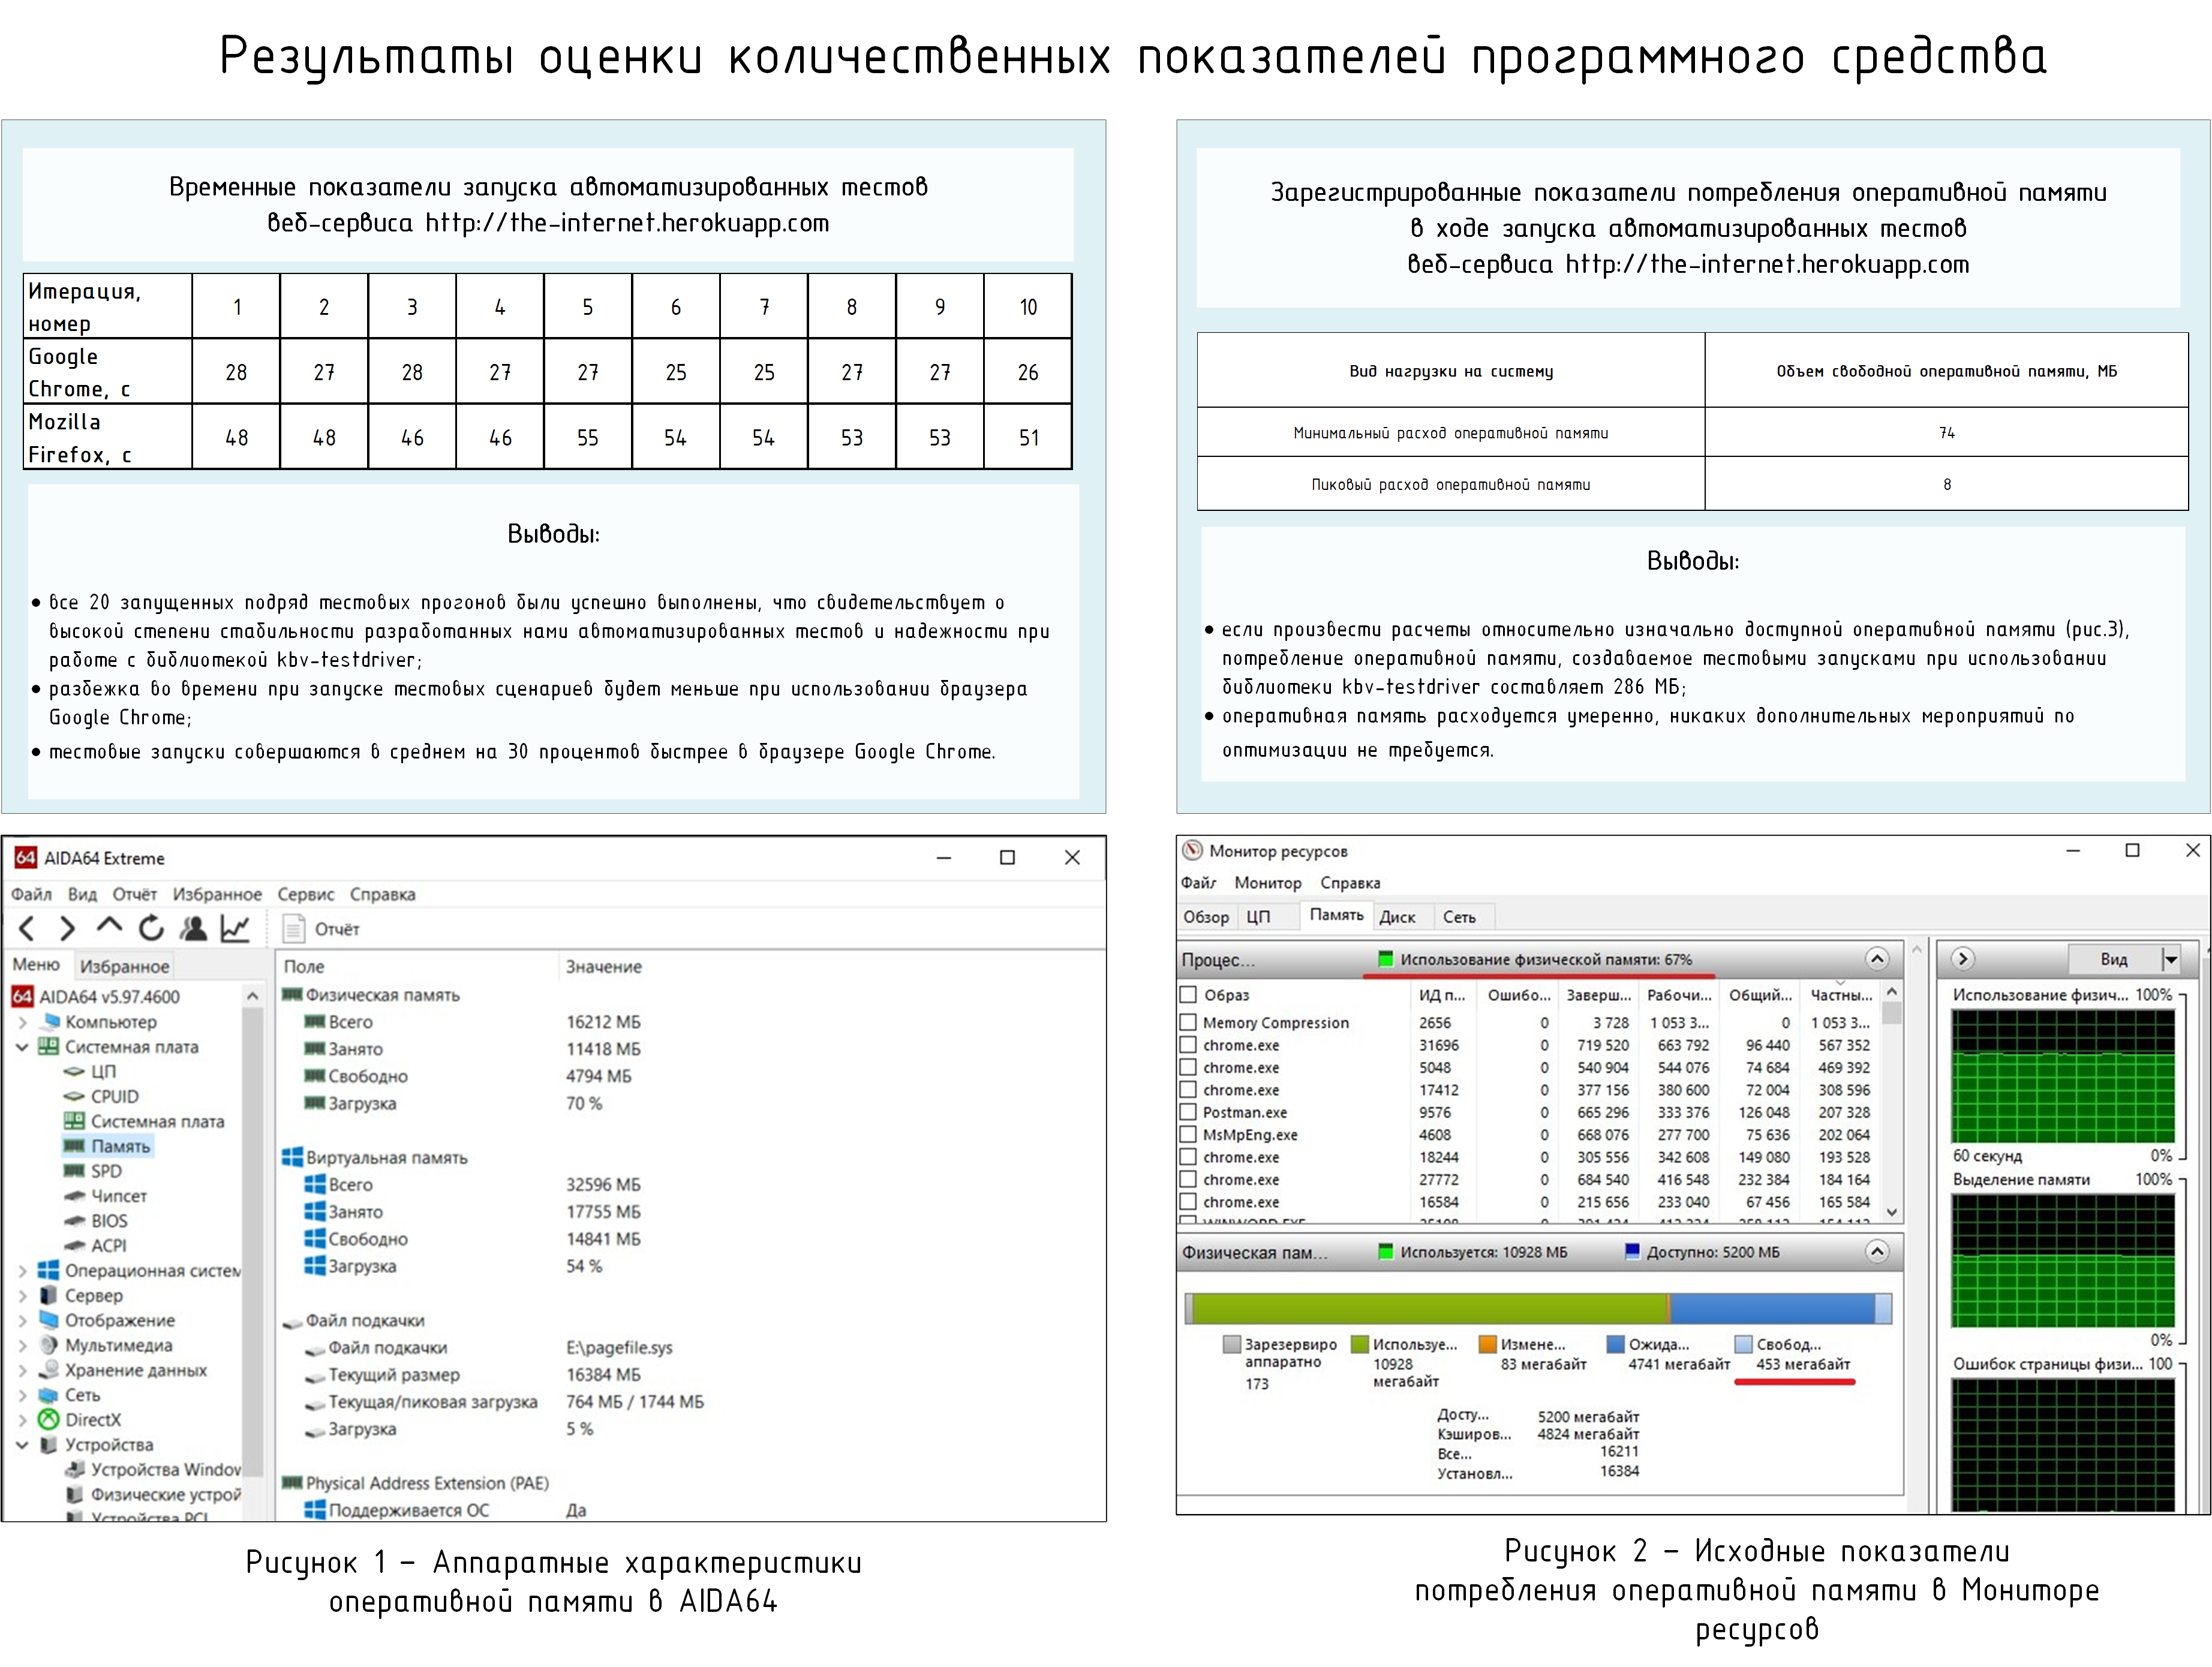 Результаты оценки количественных показателей программного средства
Временные показатели запуска автоматизированных тестов
веб-сервиса http://the-internet.herokuapp.com
Итерация, номер 1 2 3 4 5 6 7 8 9 10
Google Chrome, с 28 27 28 27 27 25 25 27 27 26
Mozilla Firefox, с 48 48 46 46 55 54 54 53 53 51
Выводы:
• все 20 запущенных подряд тестовых прогонов были успешно выполнены, что свидетельствует о
высокой степени стабильности разработанных нами автоматизированных тестов и надежности при
работе с библиотекой kbv-testdriver;
• разбежка во времени при запуске тестовых сценариев будет меньше при использовании браузера
Google Chrome;
• тестовые запуски совершаются в среднем на 30 процентов быстрее в браузере Google Chrome.
Зарегистрированные показатели потребления оперативной памяти
в ходе запуска автоматизированных тестов
веб-сервиса http://the-internet.herokuapp.com
Вид нагрузки на систему Объем свободной оперативной памяти, МБ
Минимальный расход оперативной памяти 74
Пиковый расход оперативной памяти 8
Выводы:
• если произвести расчеты относительно изначально доступной оперативной памяти (рис.3),
потребление оперативной памяти, создаваемое тестовыми запусками при использовании
библиотеки kbv-testdriver составляет 286 МБ;
• оперативная память расходуется умеренно, никаких дополнительных мероприятий по
оптимизации не требуется.
64 AIDA64 Extreme
Файл Вид Отчёт Избранное Сервис Справка
Отчёт
Меню Избранное
64 AIDA64 v5.97.4600
Компьютер
Системная плата
ЦП
CPUID
Системная плата
Память
SPD
Чипсет
BIOS
ACPI
Операционная систем
Сервер
Отображение
Мультимедиа
Хранение данных
Сеть
DirectX
Устройства
Устройства Window
Физические устрой
Устройства PCI
Поле Значение
Физическая память
Всего 16212 МБ
Занято 11418 МБ
Свободно 4794 МБ
Загрузка 70 %
Виртуальная память
Всего 32596 МБ
Занято 17755 МБ
Свободно 14841 МБ
Загрузка 54 %
Файл подкачки
Файл подкачки E:\pagefile.sys
Текущий размер 16384 МБ
Текущая/пиковая загрузка 764 МБ / 1744 МБ
Загрузка 5 %
Physical Address Extension (PAE)
Поддерживается ОС Да
Рисунок 1 – Аппаратные характеристики
оперативной памяти в AIDA64
Монитор ресурсов
Файл Монитор Справка
Обзор ЦП Память Диск Сеть
Процес... Использование физической памяти: 67%
Образ ИД п... Ошибо... Заверш... Рабочи... Общий... Частны...
Memory Compression 2656 0 3 728 1 053 3... 0 1 053 3...
chrome.exe 31696 0 719 520 663 792 96 440 567 352
chrome.exe 5048 0 540 904 544 076 74 684 469 392
chrome.exe 17412 0 377 156 380 600 72 004 308 596
Postman.exe 9576 0 665 296 333 376 126 048 207 328
MsMpEng.exe 4608 0 668 076 277 700 75 636 202 064
chrome.exe 18244 0 305 556 342 608 149 080 193 528
chrome.exe 27772 0 684 540 416 548 232 384 184 164
chrome.exe 16584 0 215 656 233 040 67 456 165 584
WINWORD.EXE
Физическая пам... Используется: 10928 МБ Доступно: 5200 МБ
Зарезервиро Используе... Измене... Ожида... Свобод...
аппаратно 10928 83 мегабайт 4741 мегабайт 453 мегабайт
173 мегабайт
Досту... 5200 мегабайт
Кэширов... 4824 мегабайт
Все... 16211
Установл... 16384
Вид
Использование физич... 100%
60 секунд 0%
Выделение памяти 100%
0%
Ошибок страницы физи... 100
Рисунок 2 – Исходные показатели
потребления оперативной памяти в Мониторе
ресурсов